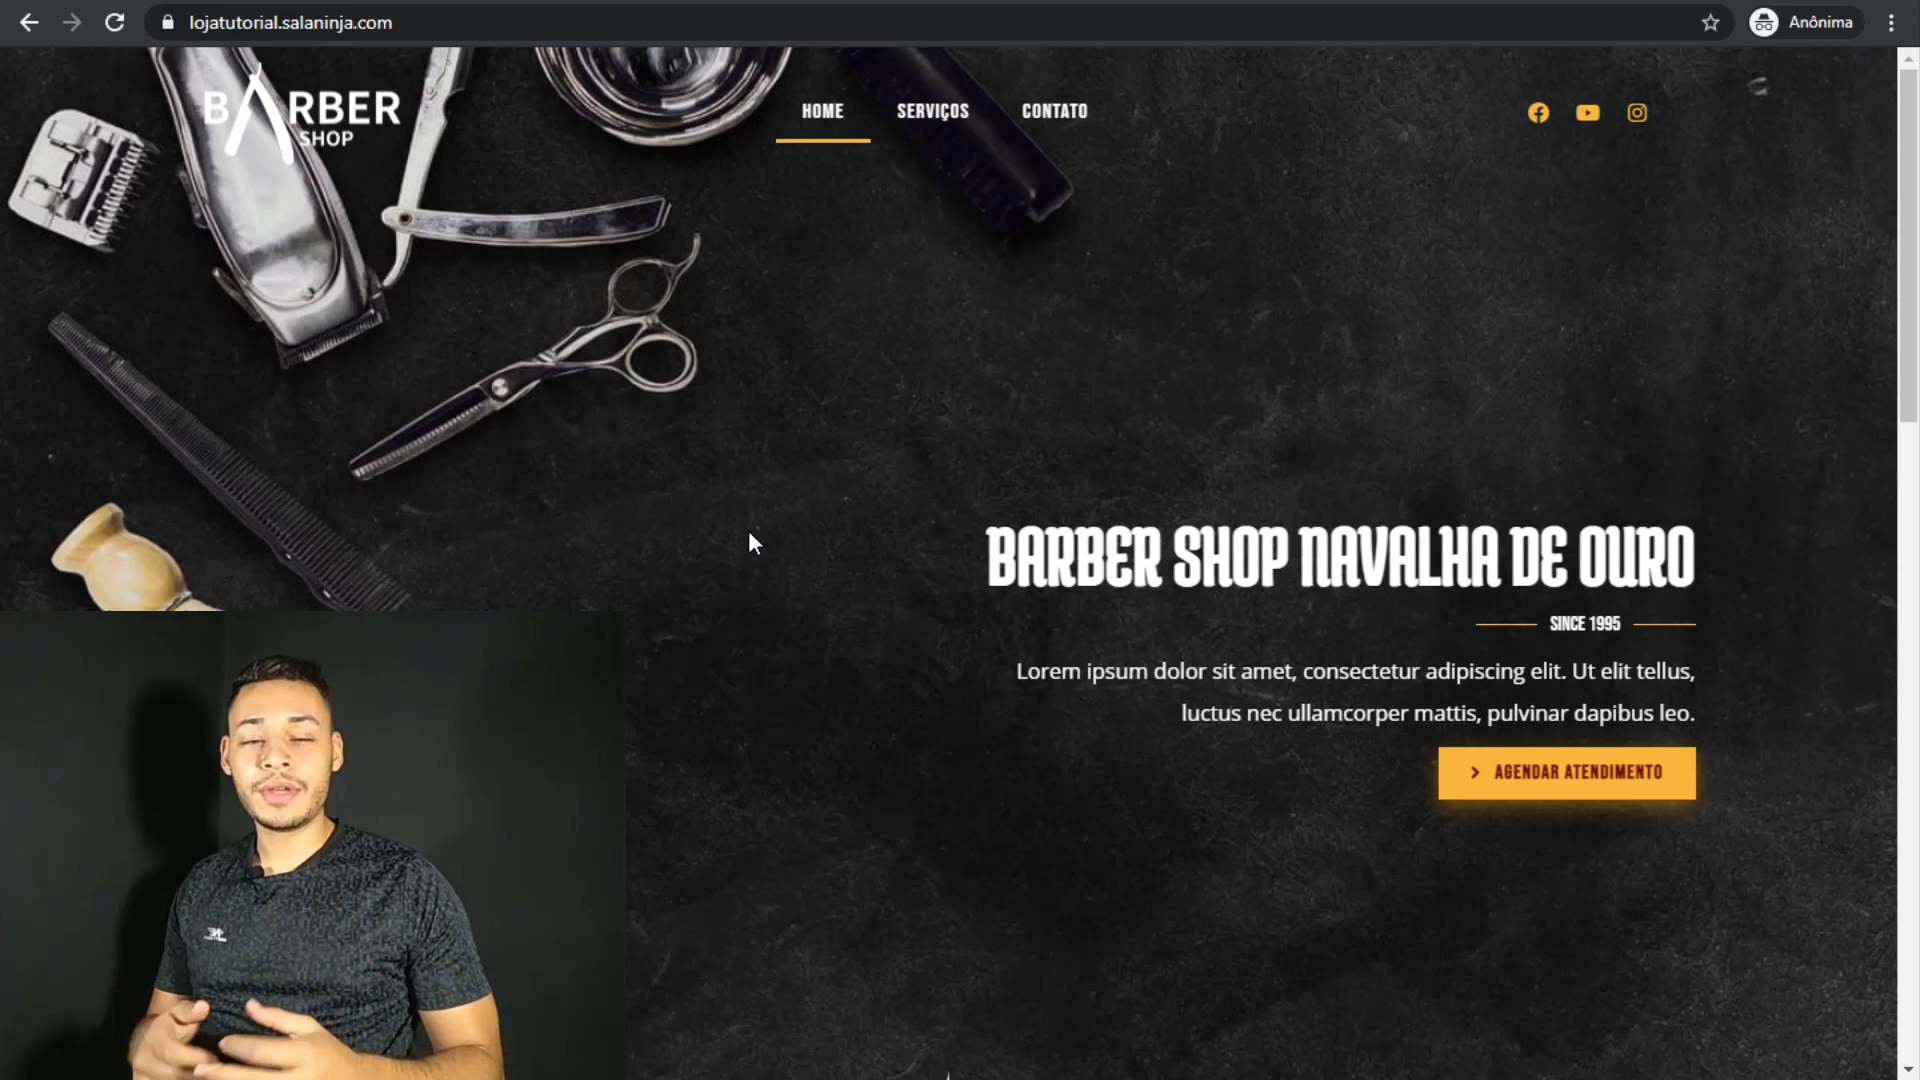 lojatutorial.salaninja.com
Anônima
BARBER
SHOP
HOME
SERVIÇOS
CONTATO
BARBER SHOP NAVALHA DE OURO
SINCE 1995
Lorem ipsum dolor sit amet, consectetur adipiscing elit. Ut elit tellus,
luctus nec ullamcorper mattis, pulvinar dapibus leo.
AGENDAR ATENDIMENTO